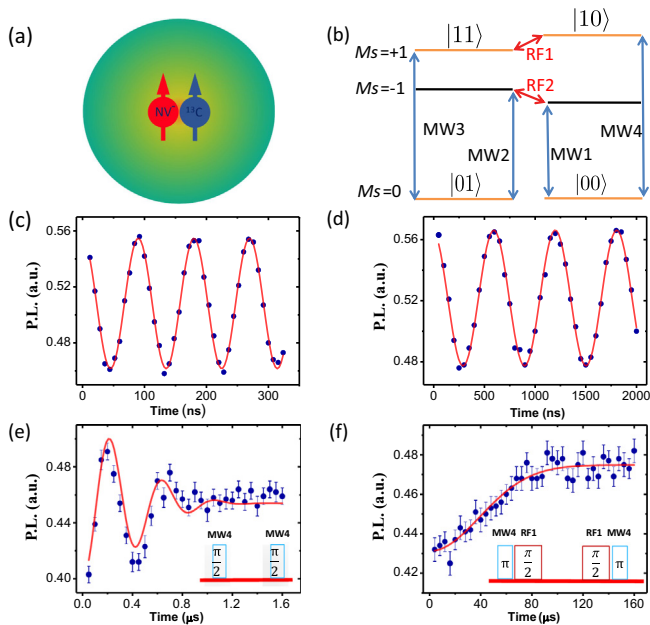 (a)
NV⁻ ¹³C
(b)
|11⟩ |10⟩
Ms=+1
RF1
Ms=-1
RF2
MW3 MW2 MW1 MW4
|01⟩ |00⟩
Ms=0
(c)
P.L. (a.u.)
0.56
0.52
0.48
0 100 200 300
Time (ns)
(d)
P.L. (a.u.)
0.56
0.52
0.48
0 500 1000 1500 2000
Time (ns)
(e)
P.L. (a.u.)
0.48
0.44
0.40
MW4 MW4
π/2 π/2
0.0 0.4 0.8 1.2 1.6
Time (μs)
(f)
P.L. (a.u.)
0.48
0.46
0.44
0.42
MW4 RF1 RF1 MW4
π π/2 π/2 π
0 40 80 120 160
Time (μs)